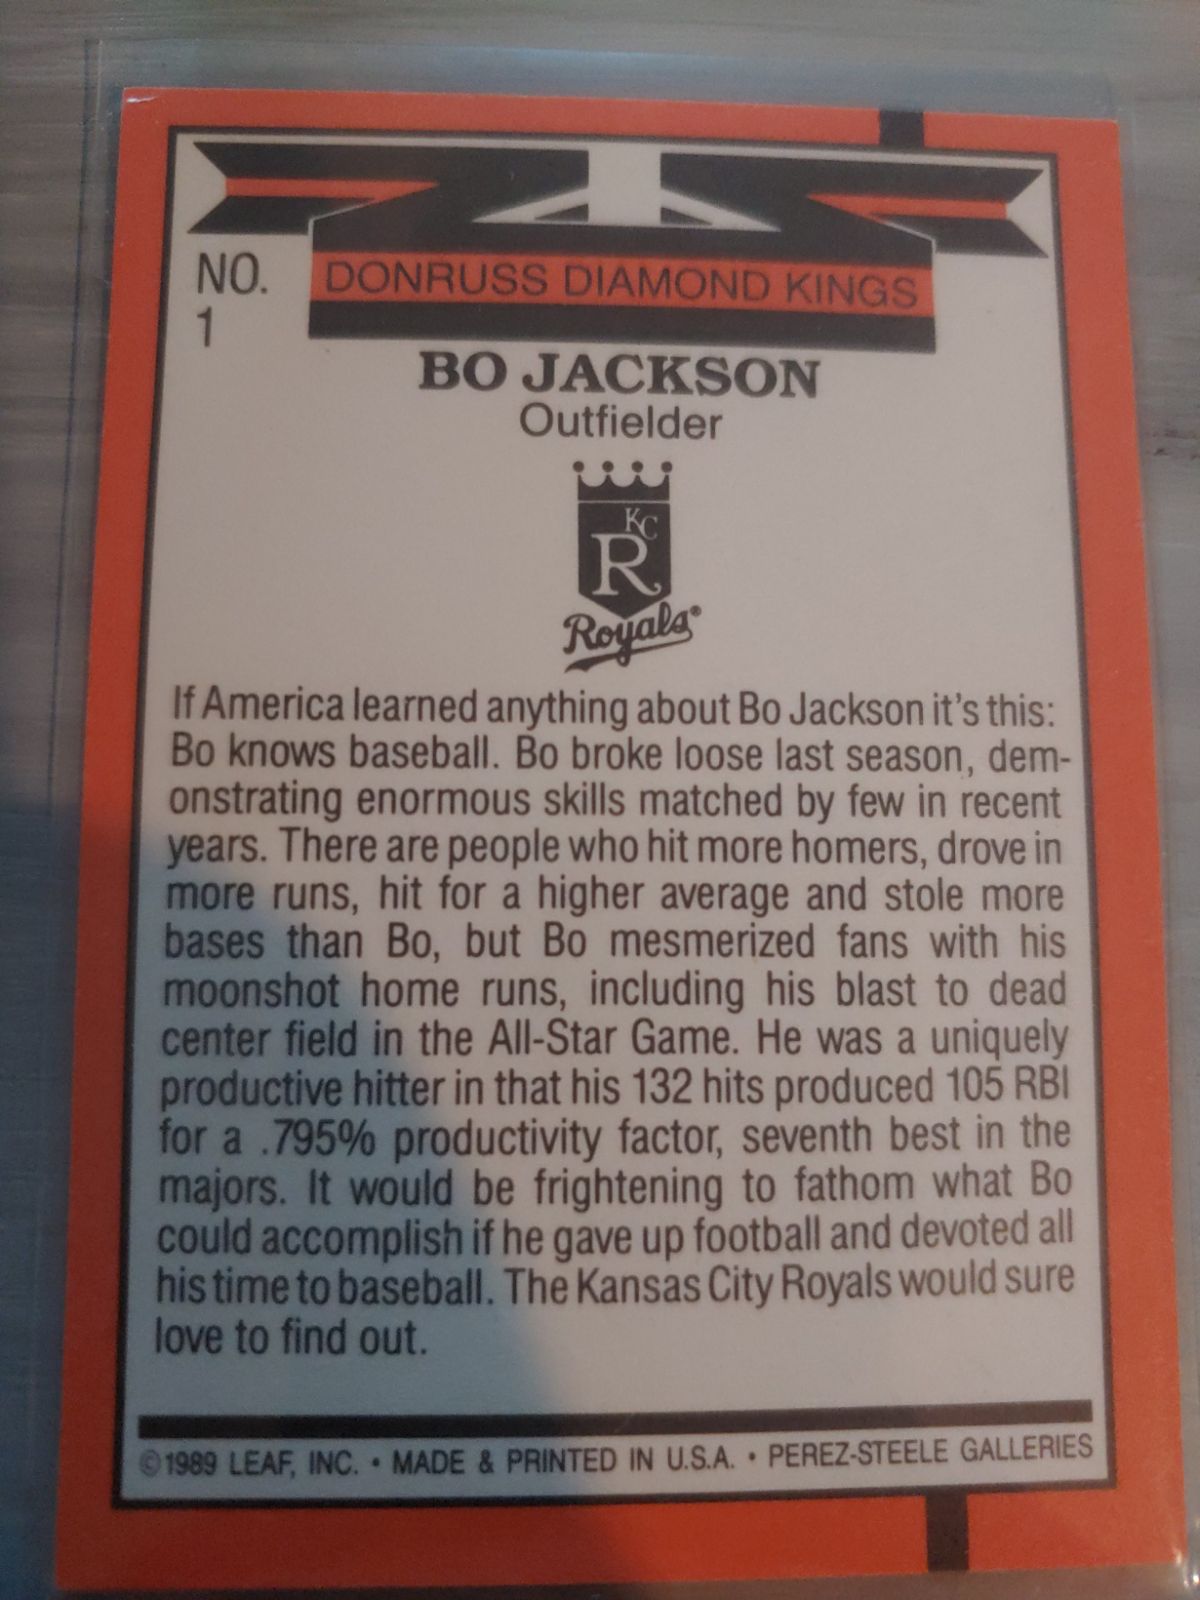 NO.
1
DONRUSS DIAMOND KINGS
BO JACKSON
Outfielder
KC
R
Royals®
If America learned anything about Bo Jackson it's this:
Bo knows baseball. Bo broke loose last season, dem-
onstrating enormous skills matched by few in recent
years. There are people who hit more homers, drove in
more runs, hit for a higher average and stole more
bases than Bo, but Bo mesmerized fans with his
moonshot home runs, including his blast to dead
center field in the All-Star Game. He was a uniquely
productive hitter in that his 132 hits produced 105 RBI
for a .795% productivity factor, seventh best in the
majors. It would be frightening to fathom what Bo
could accomplish if he gave up football and devoted all
his time to baseball. The Kansas City Royals would sure
love to find out.
©1989 LEAF, INC. • MADE & PRINTED IN U.S.A. • PEREZ-STEELE GALLERIES